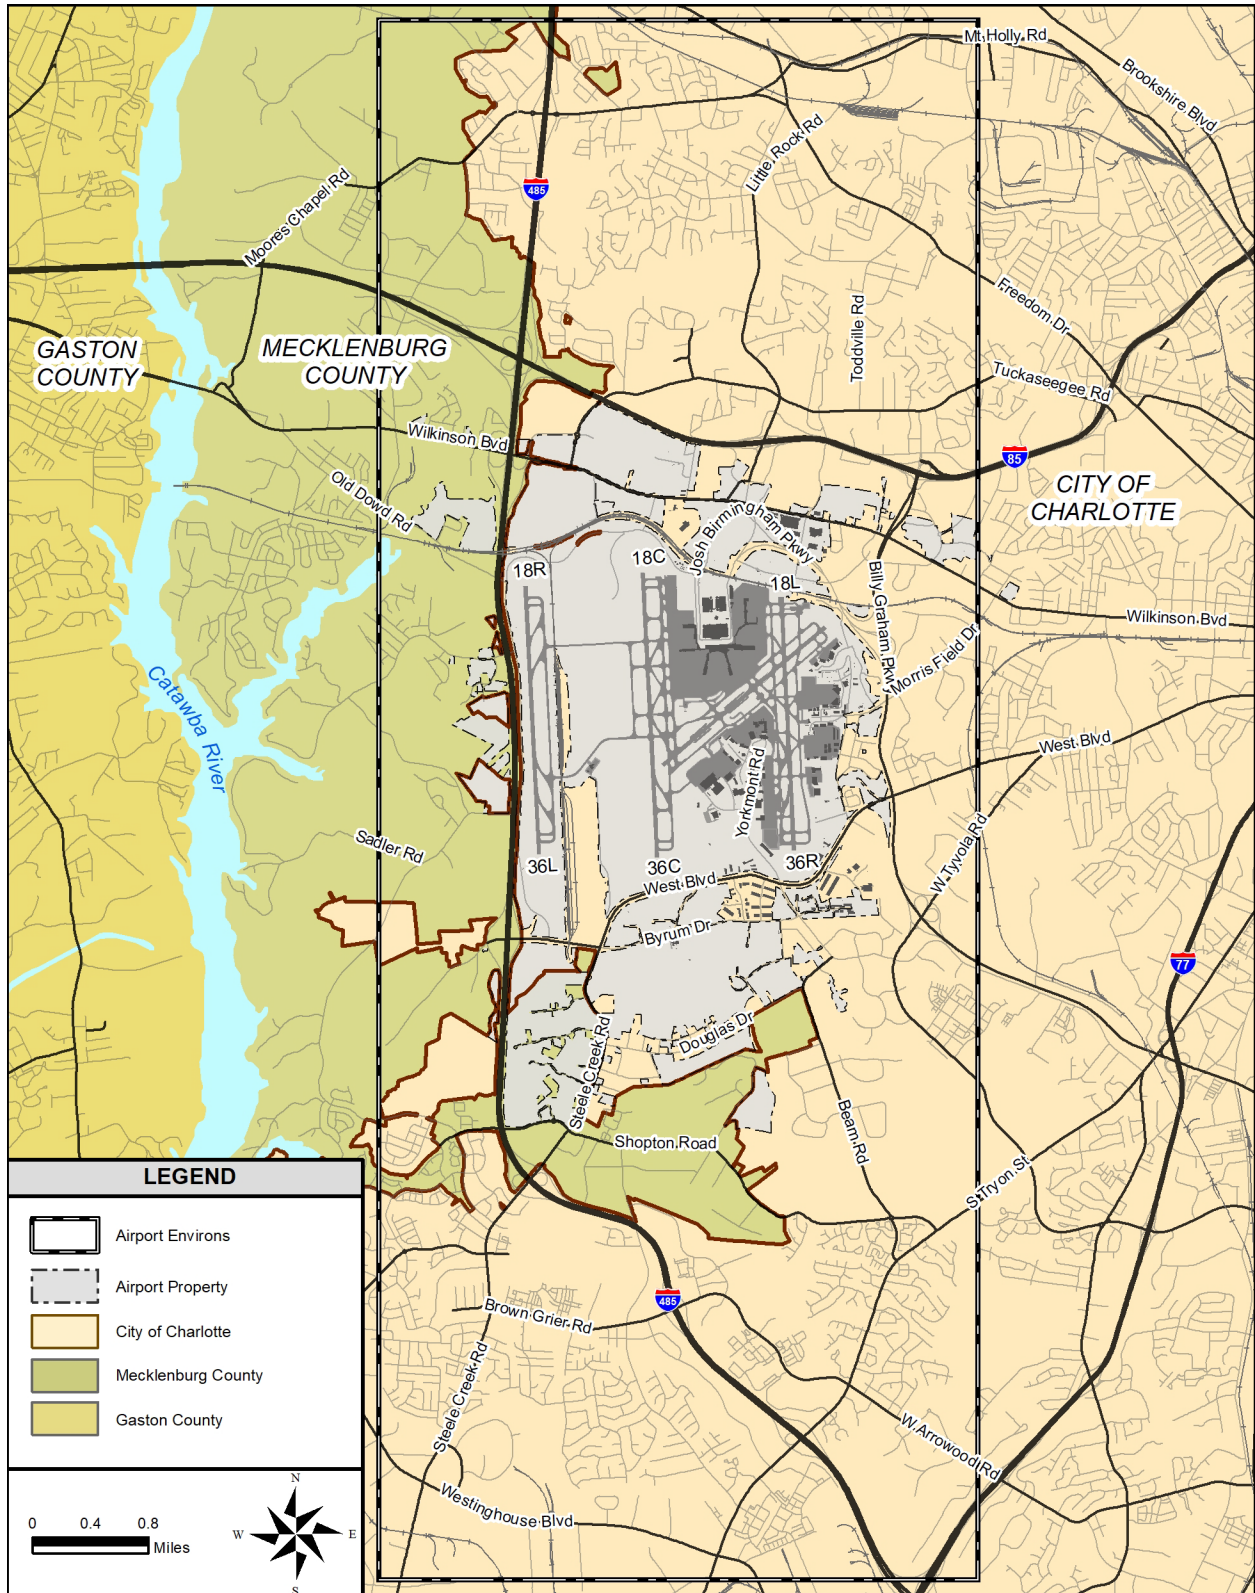 Mt Holly Rd
Brookshire Blvd
Little Rock Rd
485
Moores Chapel Rd
Freedom Dr
Toddville Rd
GASTON
COUNTY
MECKLENBURG
COUNTY
Tuckaseegee Rd
Wilkinson Bvd
85
CITY OF
CHARLOTTE
Old Dowd Rd
Josh Birmingham Pkwy
18R
18C
18L
Billy Graham Pkwy
Wilkinson Bvd
Morris Field Dr
Catawba River
West Blvd
Yorkmont Rd
W Tyvola Rd
Sadler Rd
36L
36C
36R
West Blvd
Byrum Dr
77
Steele Creek Rd
Douglas Dr
Beam Rd
Shopton Road
S Tryon St
LEGEND
Airport Environs
Airport Property
City of Charlotte
Mecklenburg County
Gaston County
485
Brown Grier Rd
Steele Creek Rd
W Arrowood Rd
Westinghouse Blvd
N
W
E
S
0 0.4 0.8
Miles